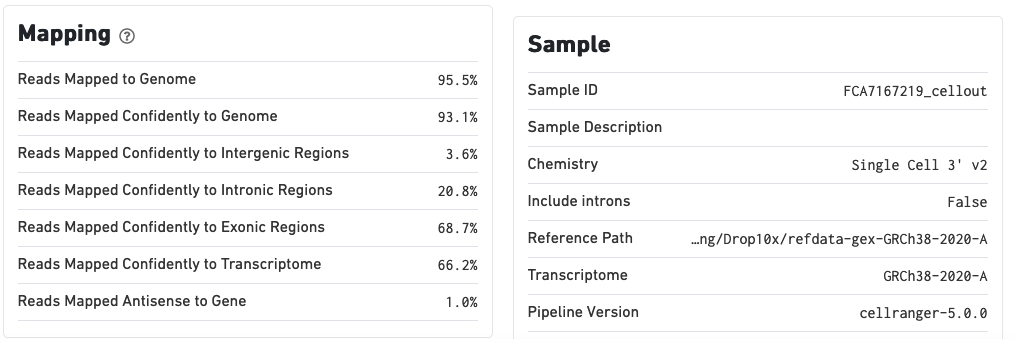 Mapping ?
Reads Mapped to Genome 95.5%
Reads Mapped Confidently to Genome 93.1%
Reads Mapped Confidently to Intergenic Regions 3.6%
Reads Mapped Confidently to Intronic Regions 20.8%
Reads Mapped Confidently to Exonic Regions 68.7%
Reads Mapped Confidently to Transcriptome 66.2%
Reads Mapped Antisense to Gene 1.0%
Sample
Sample ID FCA7167219_cellout
Sample Description
Chemistry Single Cell 3' v2
Include introns False
Reference Path …ng/Drop10x/refdata-gex-GRCh38-2020-A
Transcriptome GRCh38-2020-A
Pipeline Version cellranger-5.0.0